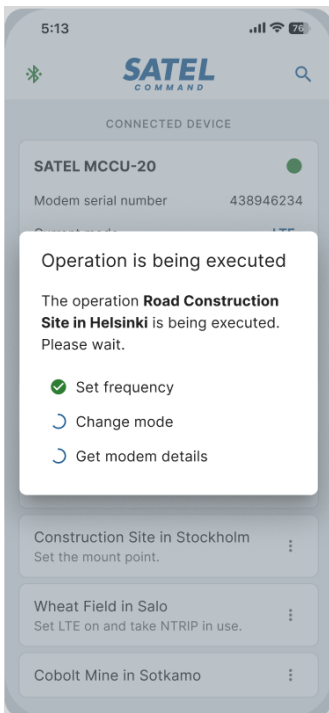 5:13
76
SATEL
COMMAND
CONNECTED DEVICE
SATEL MCCU-20
Modem serial number 438946234
Operation is being executed
The operation Road Construction
Site in Helsinki is being executed.
Please wait.
Set frequency
Change mode
Get modem details
Construction Site in Stockholm
Set the mount point.
Wheat Field in Salo
Set LTE on and take NTRIP in use.
Cobolt Mine in Sotkamo